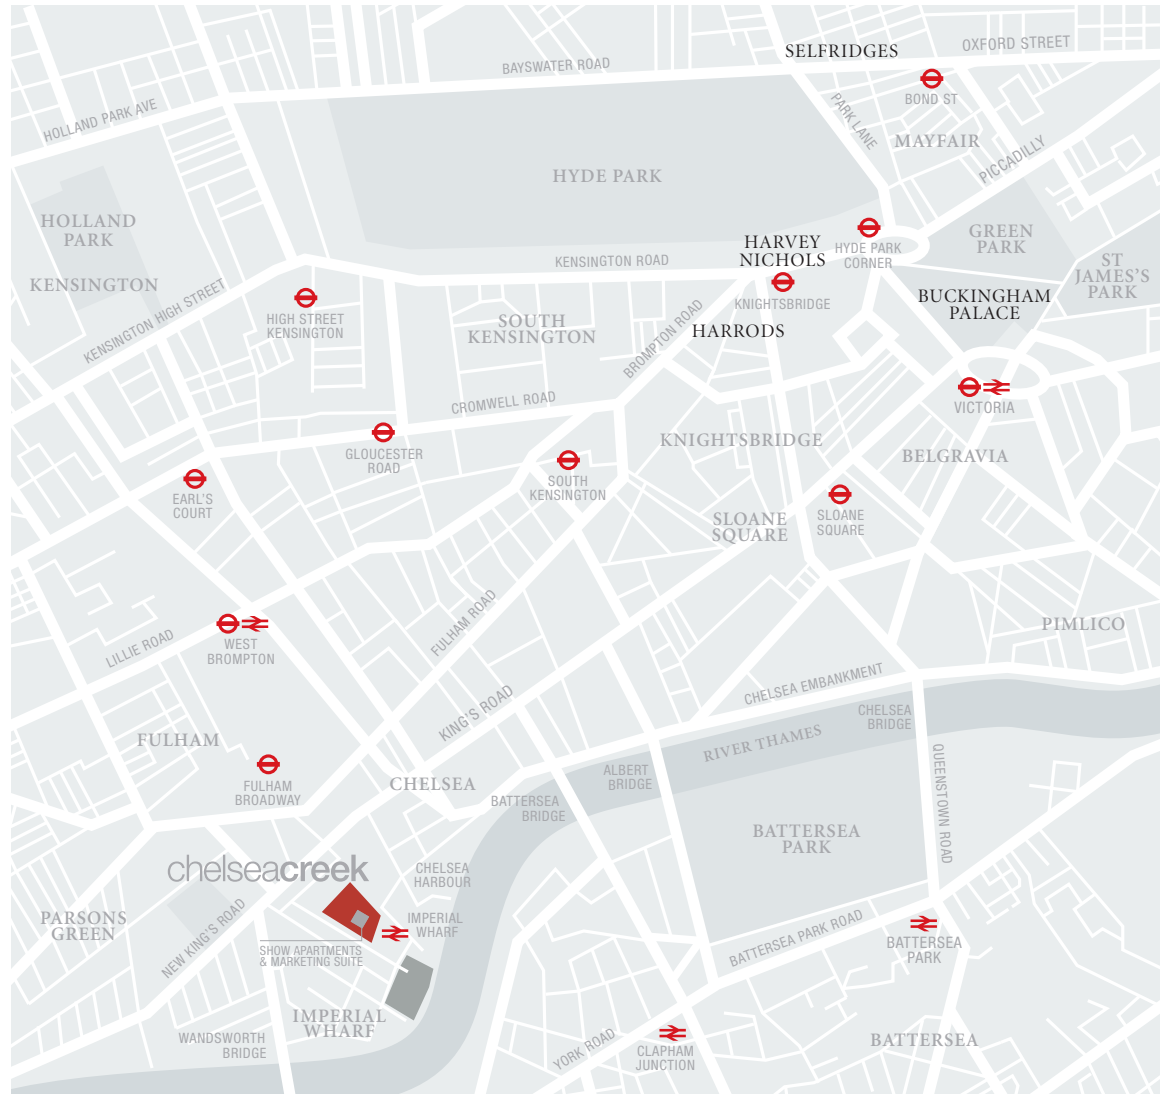 SELFRIDGES
OXFORD STREET
BAYSWATER ROAD
BOND ST
HOLLAND PARK AVE
PARK LANE
MAYFAIR
PICCADILLY
HYDE PARK
HOLLAND
PARK
GREEN
PARK
HARVEY
NICHOLS
HYDE PARK
CORNER
KENSINGTON ROAD
ST
JAMES'S
PARK
KENSINGTON
KENSINGTON HIGH STREET
BUCKINGHAM
PALACE
KNIGHTSBRIDGE
HIGH STREET
KENSINGTON
SOUTH
KENSINGTON
BROMPTON ROAD
HARRODS
CROMWELL ROAD
VICTORIA
KNIGHTSBRIDGE
GLOUCESTER
ROAD
BELGRAVIA
EARL'S
COURT
SOUTH
KENSINGTON
SLOANE
SQUARE
SLOANE
SQUARE
FULHAM ROAD
LILLIE ROAD
WEST
BROMPTON
PIMLICO
CHELSEA EMBANKMENT
KING'S ROAD
CHELSEA
BRIDGE
RIVER THAMES
FULHAM
QUEENSTOWN ROAD
FULHAM
BROADWAY
CHELSEA
ALBERT
BRIDGE
BATTERSEA
BRIDGE
BATTERSEA
PARK
chelseacreek
CHELSEA
HARBOUR
PARSONS
GREEN
NEW KING'S ROAD
IMPERIAL
WHARF
SHOW APARTMENTS
& MARKETING SUITE
BATTERSEA PARK ROAD
BATTERSEA
PARK
IMPERIAL
WHARF
WANDSWORTH
BRIDGE
YORK ROAD
CLAPHAM
JUNCTION
BATTERSEA